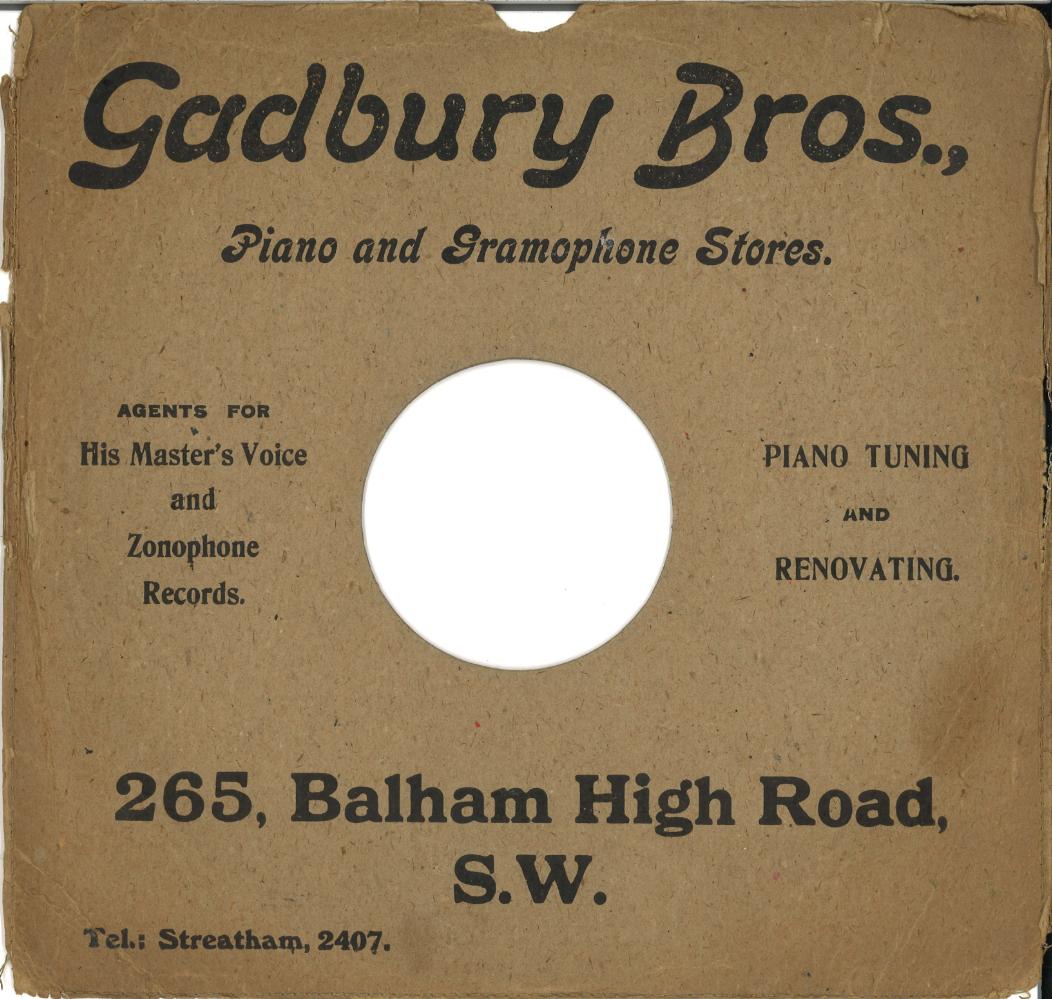 Gadbury Bros.,
Piano and Gramophone Stores.
AGENTS FOR
His Master's Voice
and
Zonophone
Records.
PIANO TUNING
AND
RENOVATING.
265, Balham High Road,
S.W.
Tel.: Streatham, 2407.